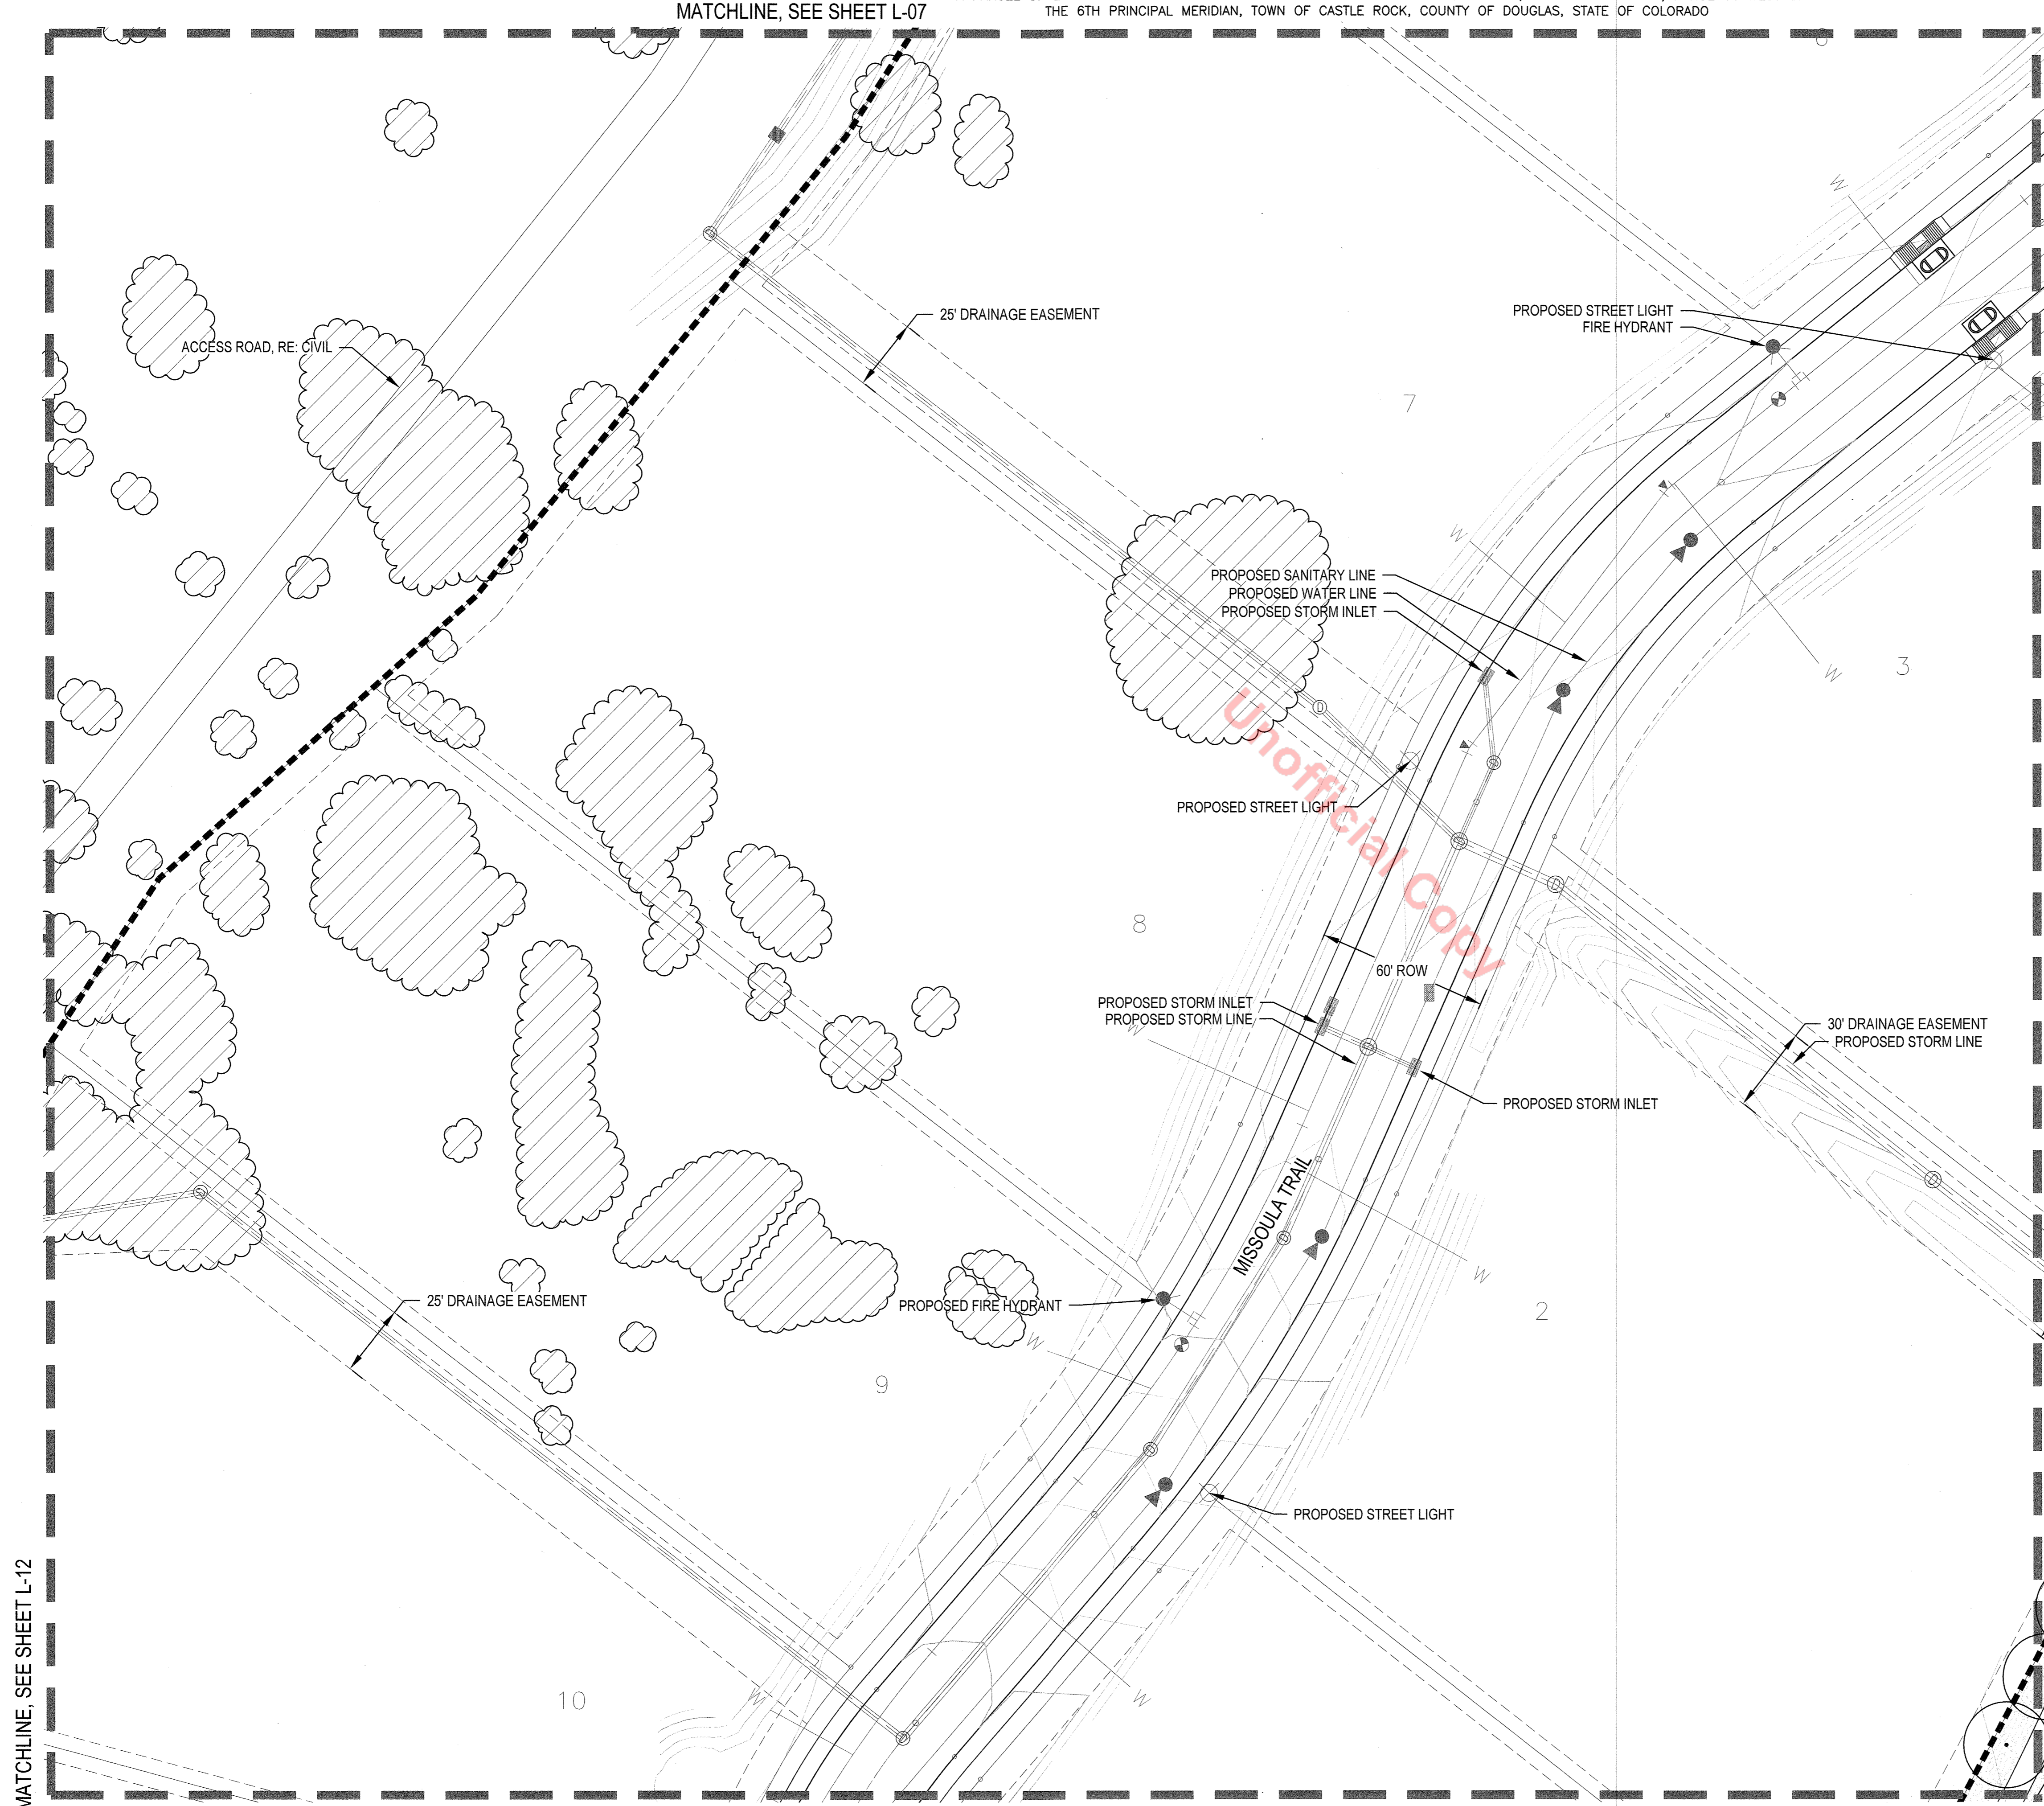 MATCHLINE, SEE SHEET L-07
THE 6TH PRINCIPAL MERIDIAN, TOWN OF CASTLE ROCK, COUNTY OF DOUGLAS, STATE OF COLORADO
6
W
25' DRAINAGE EASEMENT
PROPOSED STREET LIGHT
FIRE HYDRANT
ACCESS ROAD, RE: CIVIL
7
W
PROPOSED SANITARY LINE
PROPOSED WATER LINE
PROPOSED STORM INLET
3
W
Unofficial Copy
PROPOSED STREET LIGHT
8
60' ROW
PROPOSED STORM INLET
PROPOSED STORM LINE
W
30' DRAINAGE EASEMENT
PROPOSED STORM LINE
PROPOSED STORM INLET
MISSOULA TRAIL
W
25' DRAINAGE EASEMENT
PROPOSED FIRE HYDRANT
2
W
9
PROPOSED STREET LIGHT
10
W
W
MATCHLINE, SEE SHEET L-12